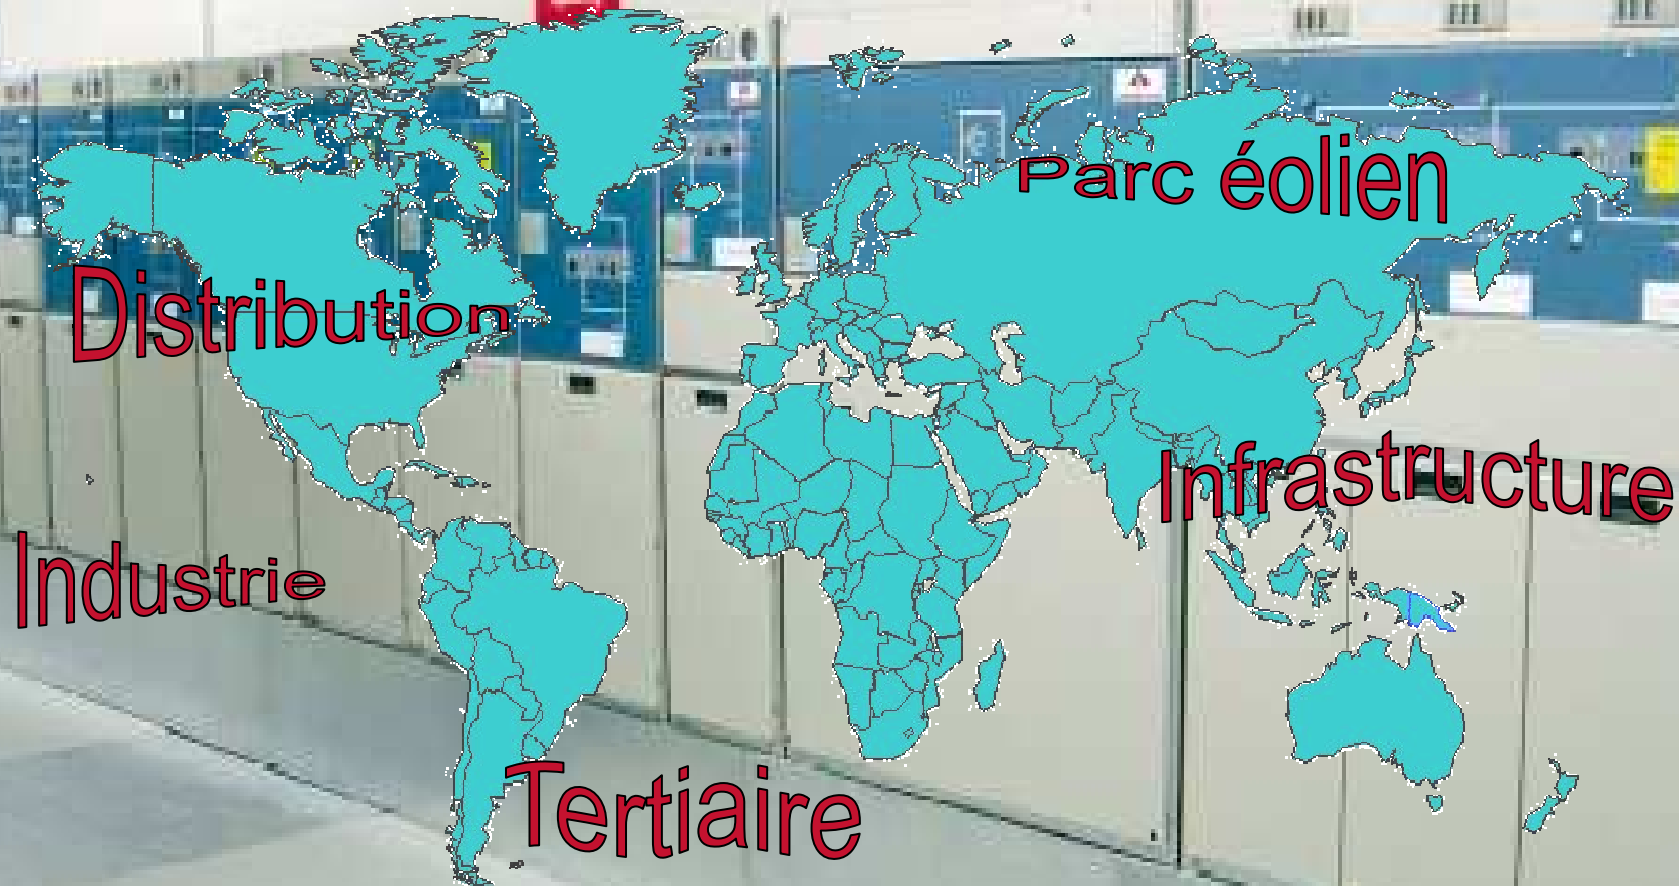 Parc éolien
Distribution
Infrastructure
Industrie
Tertiaire